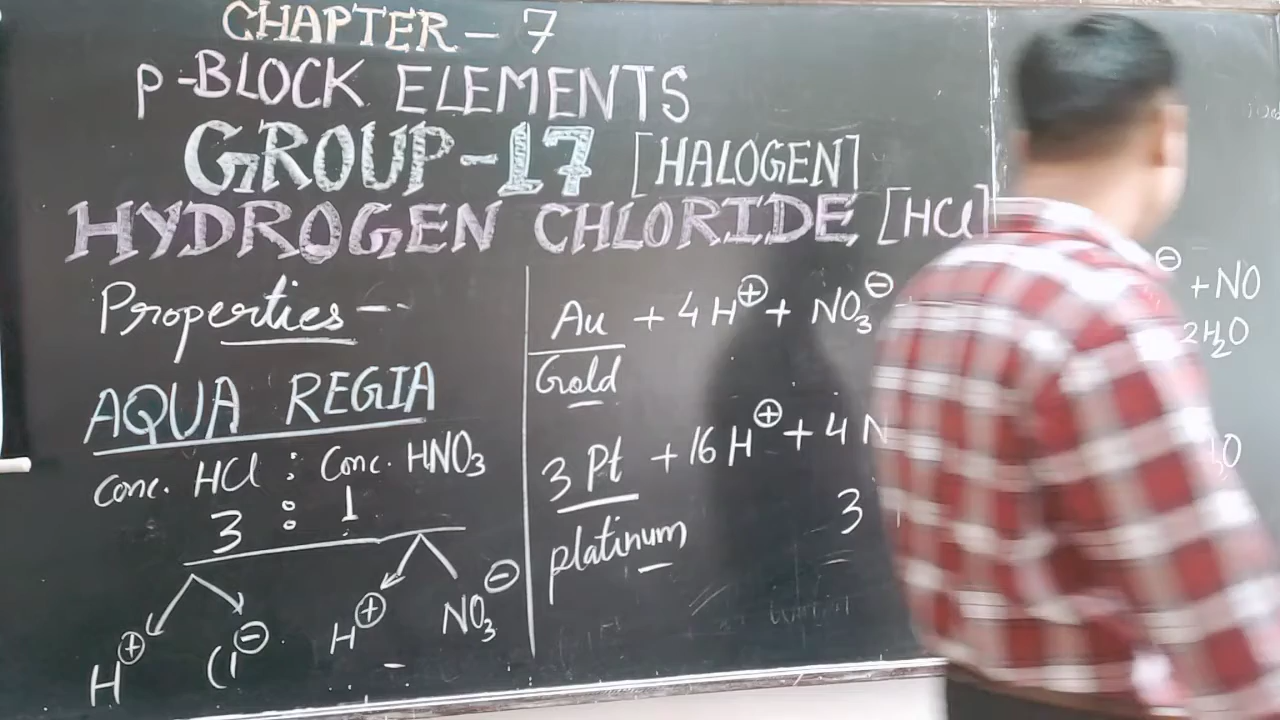 CHAPTER - 7
p-BLOCK ELEMENTS
GROUP-17 [HALOGEN]
HYDROGEN CHLORIDE [HCl]
Properties -
AQUA REGIA
Conc. HCl : Conc. HNO₃
3 : 1
H⊕ Cl⊖ H⊕ NO₃⊖
Au + 4H⊕ + NO₃⊖
⊖ + NO
2H₂O
Gold
3 Pt + 16 H⊕ + 4 N
O
3
platinum